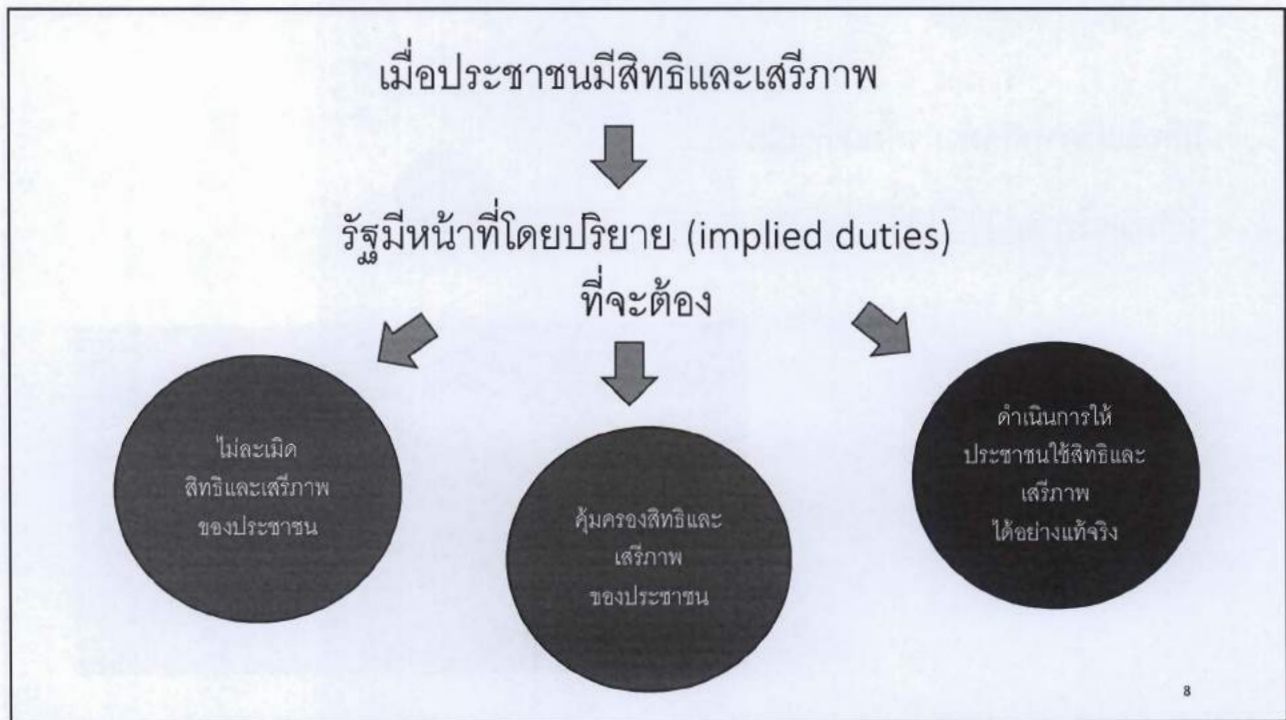 เมื่อประชาชนมีสิทธิและเสรีภาพ
รัฐมีหน้าที่โดยปริยาย (implied duties)
ที่จะต้อง
ไม่ละเมิด
สิทธิและเสรีภาพ
ของประชาชน
คุ้มครองสิทธิและ
เสรีภาพ
ของประชาชน
ดำเนินการให้
ประชาชนใช้สิทธิและ
เสรีภาพ
ได้อย่างแท้จริง
8